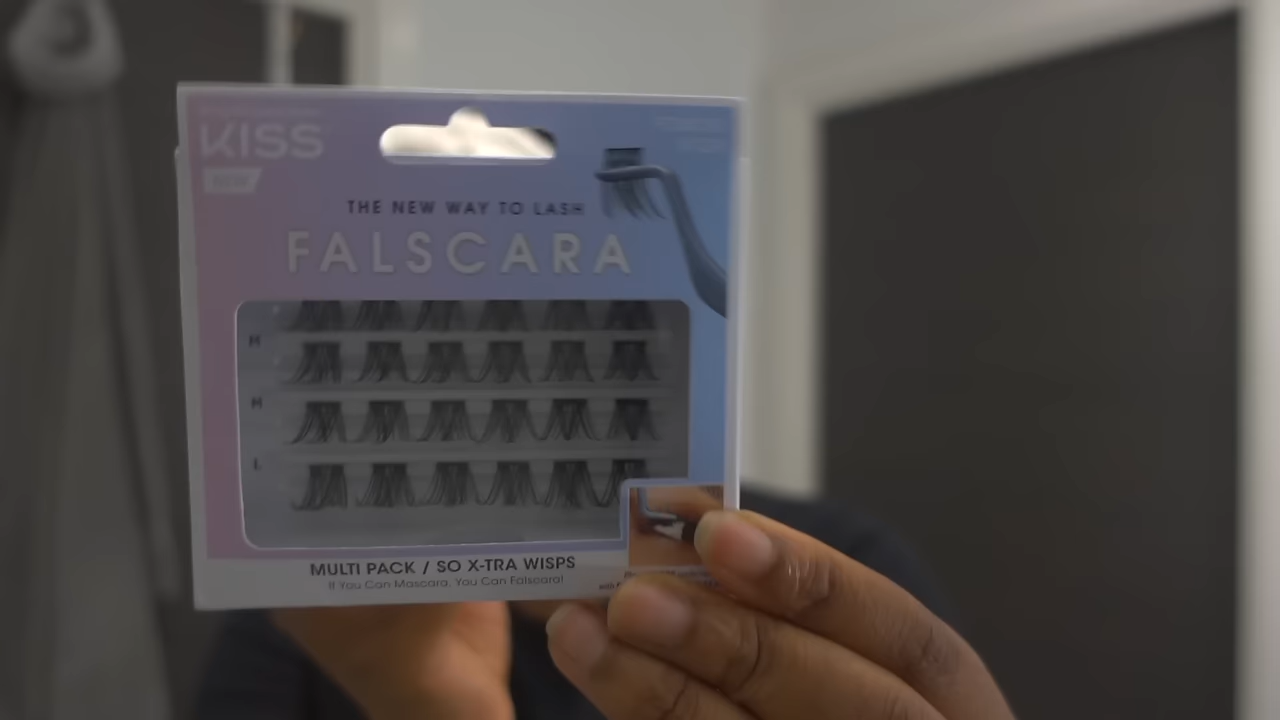 KISS
NEW
THE NEW WAY TO LASH
FALSCARA
M
M
L
MULTI PACK / SO X-TRA WISPS
If You Can Mascara, You Can Falscara!